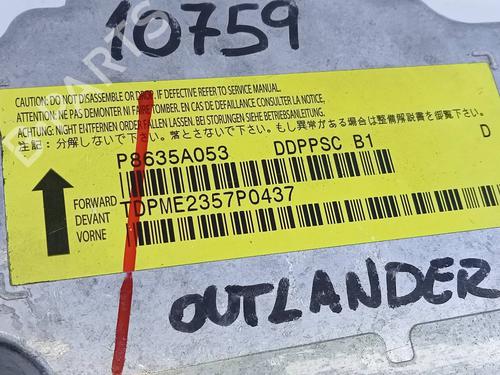 10759
CAUTION: DO NOT DISASSEMBLE OR DROP. IF DEFECTIVE REFER TO SERVICE MANUAL.
ATTENTION: NE PAS DEMONTER NI FAIRE TOMBER. EN CAS DE DEFAILLANCE CONSULTER LA NOTICE.
ACHTUNG: NICHT ENTFERNEN ODER FALLEN LASSEN. BEI DEFEKT SIEHE BETRIEBSANLEITUNG.
注記：分解しないで下さい。落とさないで下さい。もし異常がある場合は整備解説書を御覧下さい。
P8635A053 DDPPSC B1 D
FORWARD
DEVANT
VORNE
TDPME2357P0437
OUTLANDER